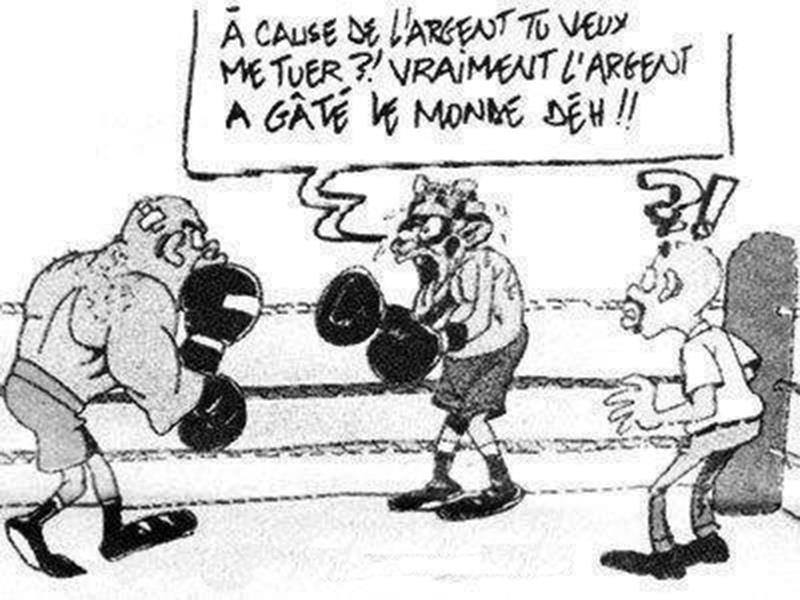 À CAUSE DE L'ARGENT TU VEUX
ME TUER ?! VRAIMENT L'ARGENT
A GÂTÉ LE MONDE DÉH !!
?!